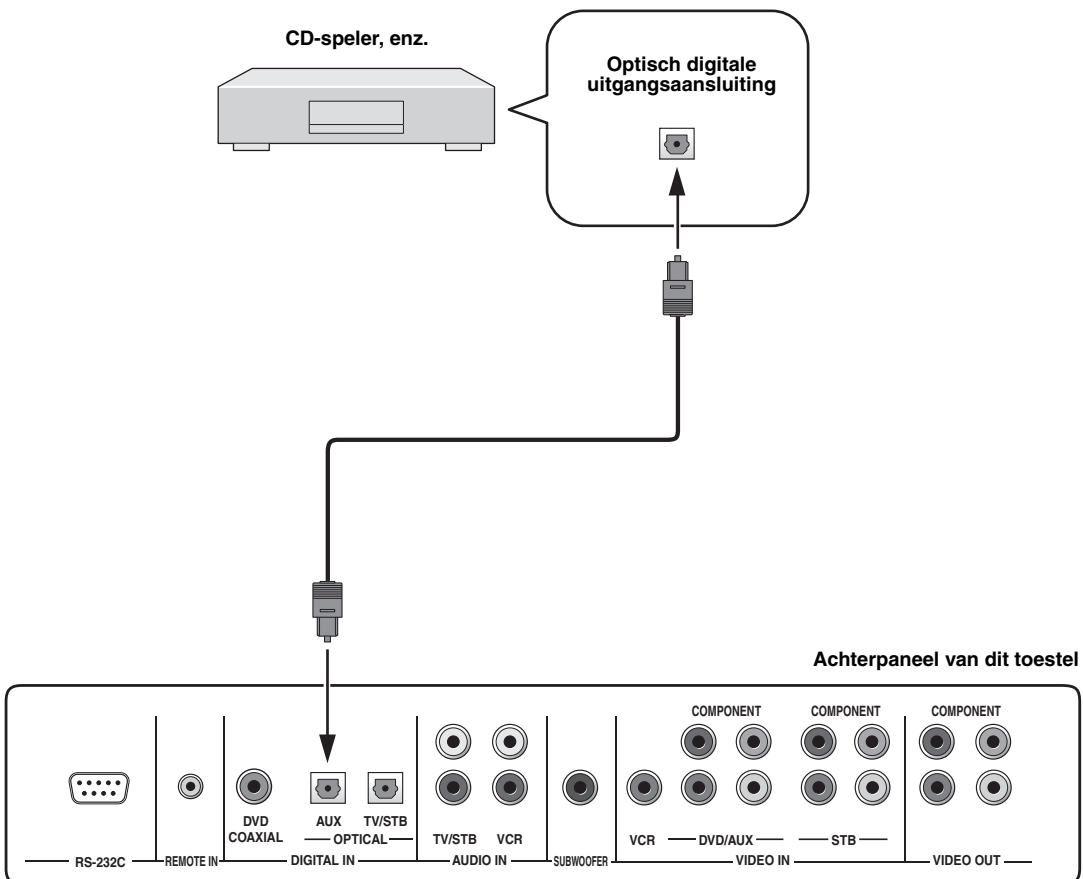 CD-speler, enz.
Optisch digitale
uitgangsaansluiting
Achterpaneel van dit toestel
COMPONENT COMPONENT COMPONENT
DVD
COAXIAL
AUX TV/STB
OPTICAL
TV/STB VCR
VCR DVD/AUX STB
RS-232C REMOTE IN DIGITAL IN AUDIO IN SUBWOOFER VIDEO IN VIDEO OUT